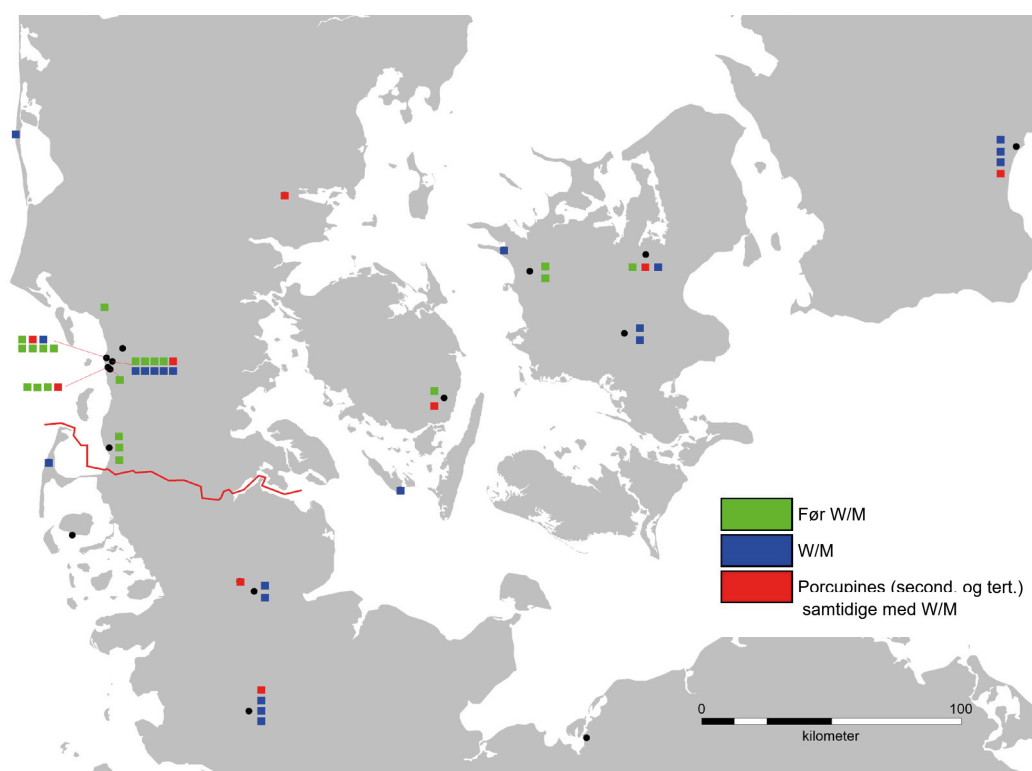 Før W/M
W/M
Porcupines (second. og tert.)
samtidige med W/M
0 100
kilometer